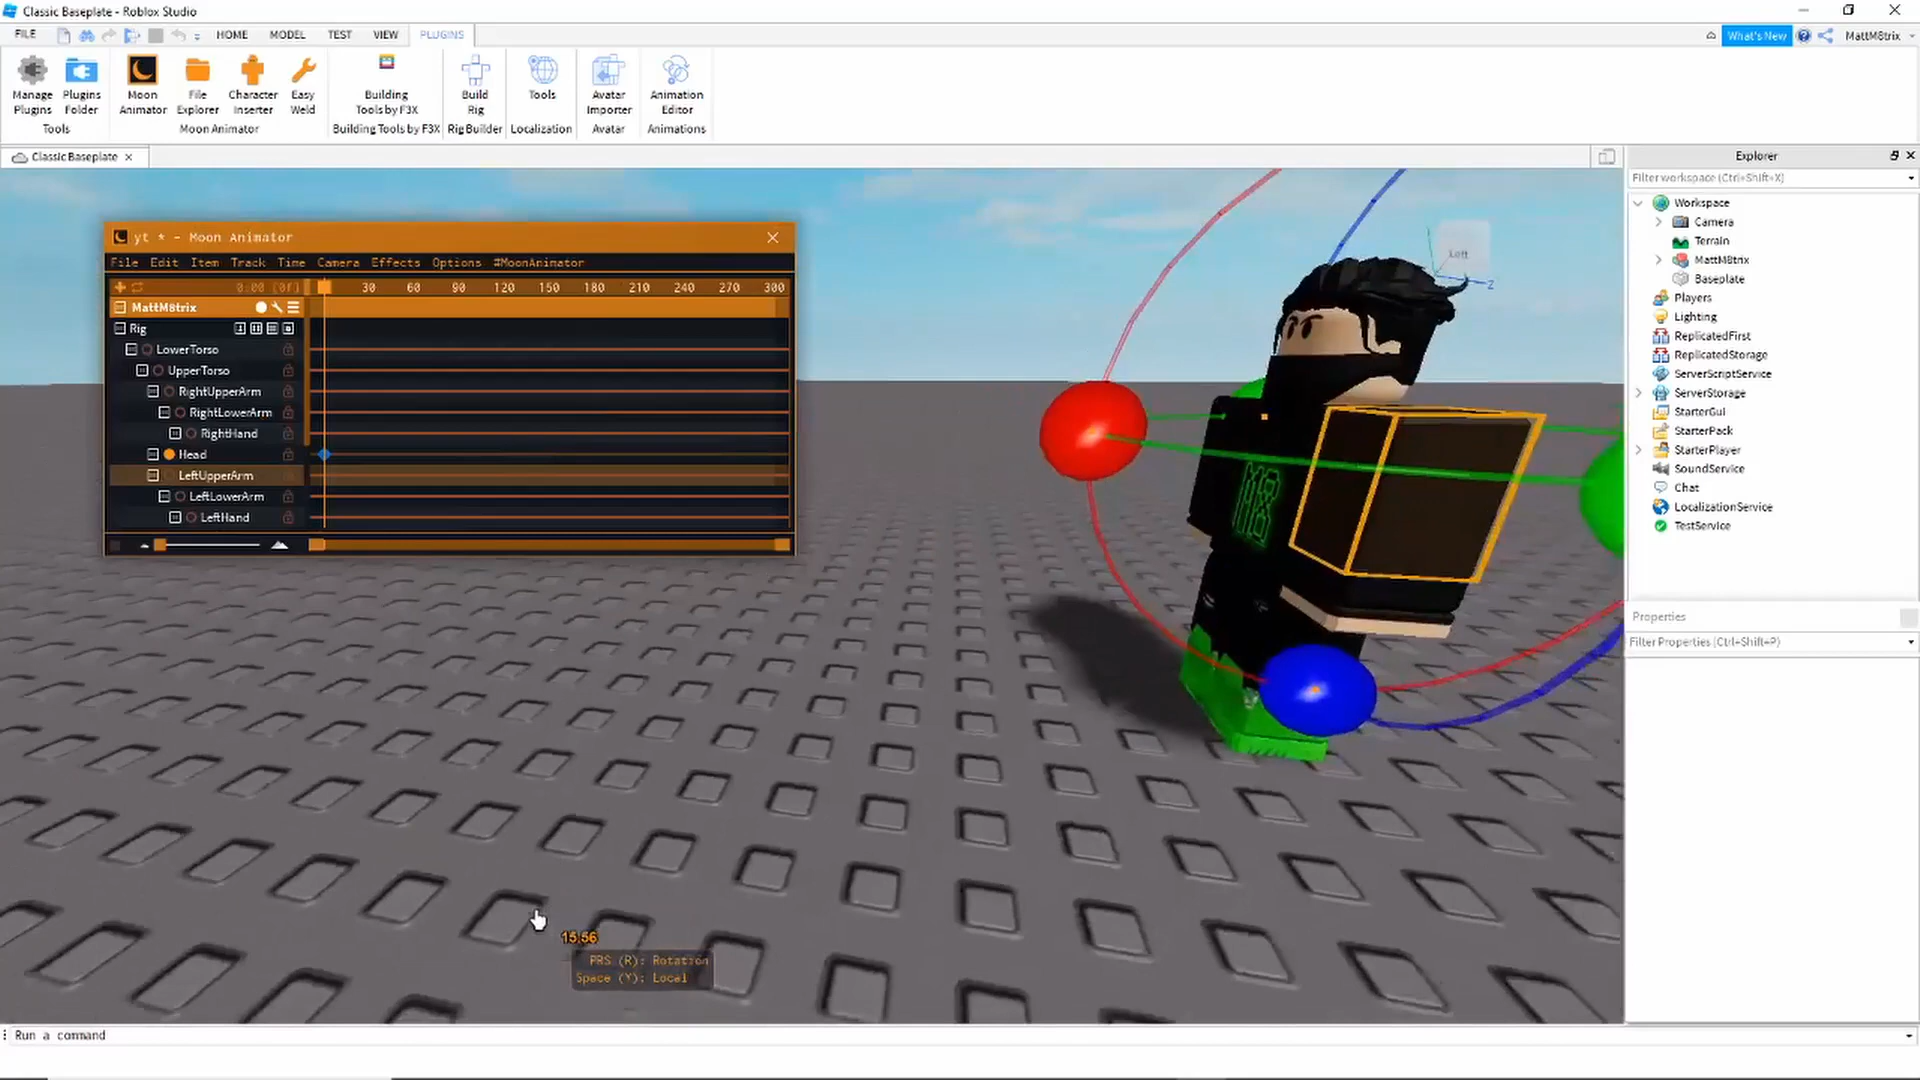 Classic Baseplate - Roblox Studio
FILE HOME MODEL TEST VIEW PLUGINS What's New MattM8trix
Manage Plugins
Plugins Folder
Moon Animator
File Explorer
Character Inserter
Easy Weld
Building Tools by F3X
Build Rig
Tools
Avatar Importer
Animation Editor
Tools Moon Animator Building Tools by F3X Rig Builder Localization Avatar Animations
Classic Baseplate
Explorer
Filter workspace (Ctrl+Shift+X)
Workspace
Camera
Terrain
MattM8trix
Baseplate
Players
Lighting
ReplicatedFirst
ReplicatedStorage
ServerScriptService
ServerStorage
StarterGui
StarterPack
StarterPlayer
SoundService
Chat
LocalizationService
TestService
Properties
Filter Properties (Ctrl+Shift+P)
yt * - Moon Animator
File Edit Item Track Time Camera Effects Options #MoonAnimator
0:00 (0f) 30 60 90 120 150 180 210 240 270 300
MattM8trix
Rig
LowerTorso
UpperTorso
RightUpperArm
RightLowerArm
RightHand
Head
LeftUpperArm
LeftLowerArm
LeftHand
Left
Z
M8
15.56
PRS (R): Rotation
Space (Y): Local
Run a command